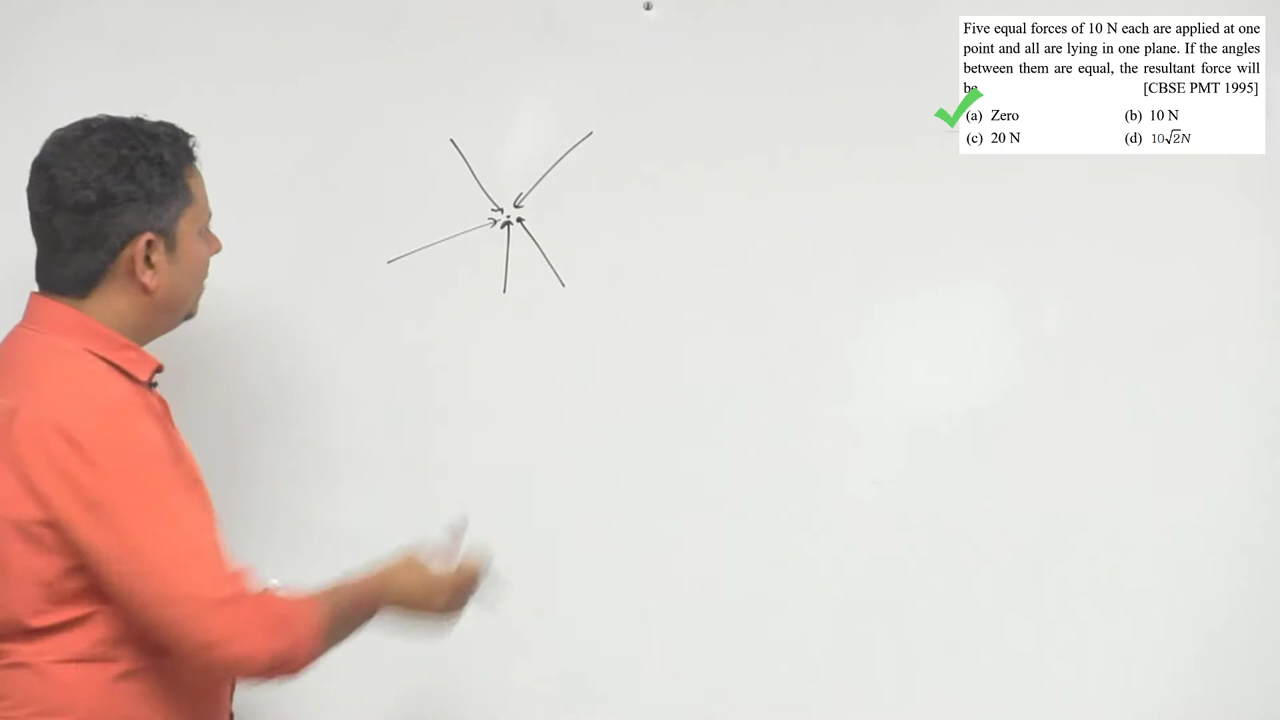 Five equal forces of 10 N each are applied at one
point and all are lying in one plane. If the angles
between them are equal, the resultant force will
be [CBSE PMT 1995]
(a) Zero (b) 10 N
(c) 20 N (d) 10√2N